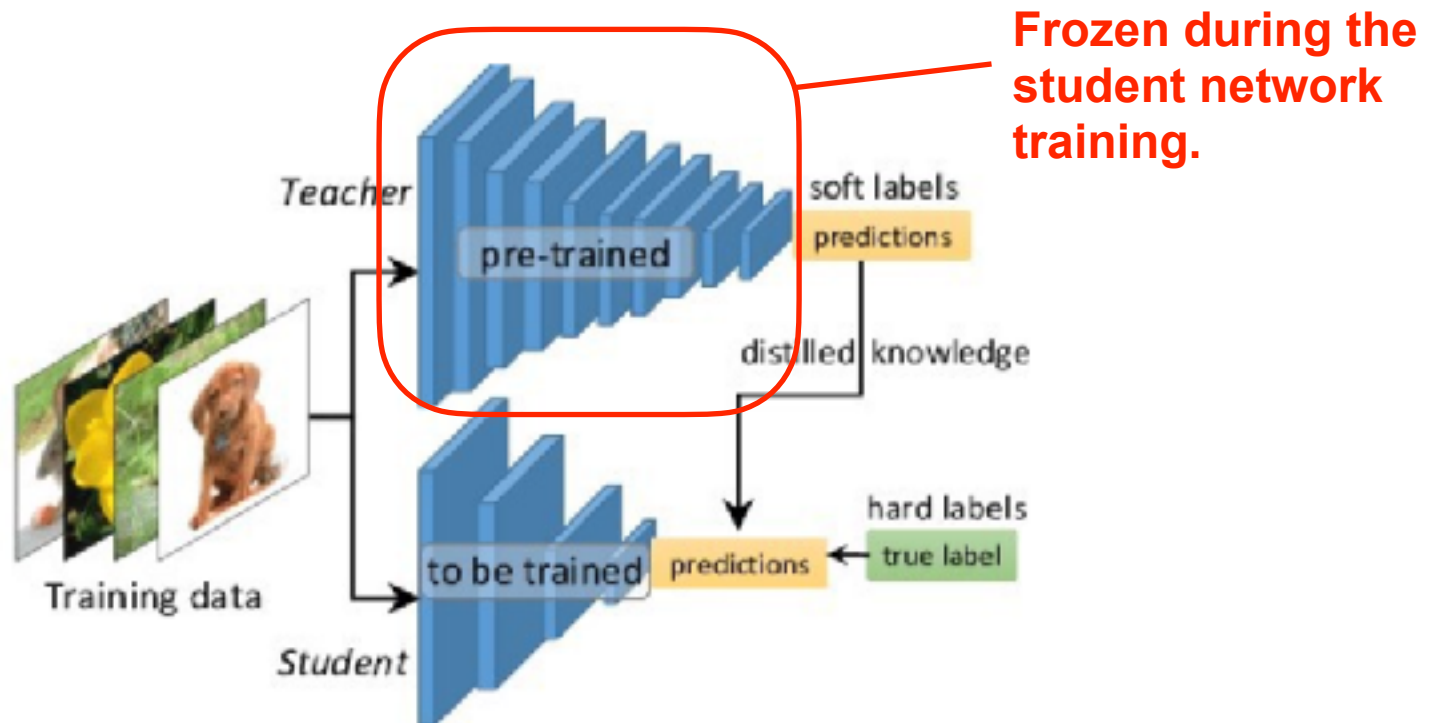 Frozen during the
student network
training.
Teacher
soft labels
predictions
pre-trained
distilled knowledge
hard labels
true label
predictions
to be trained
Training data
Student